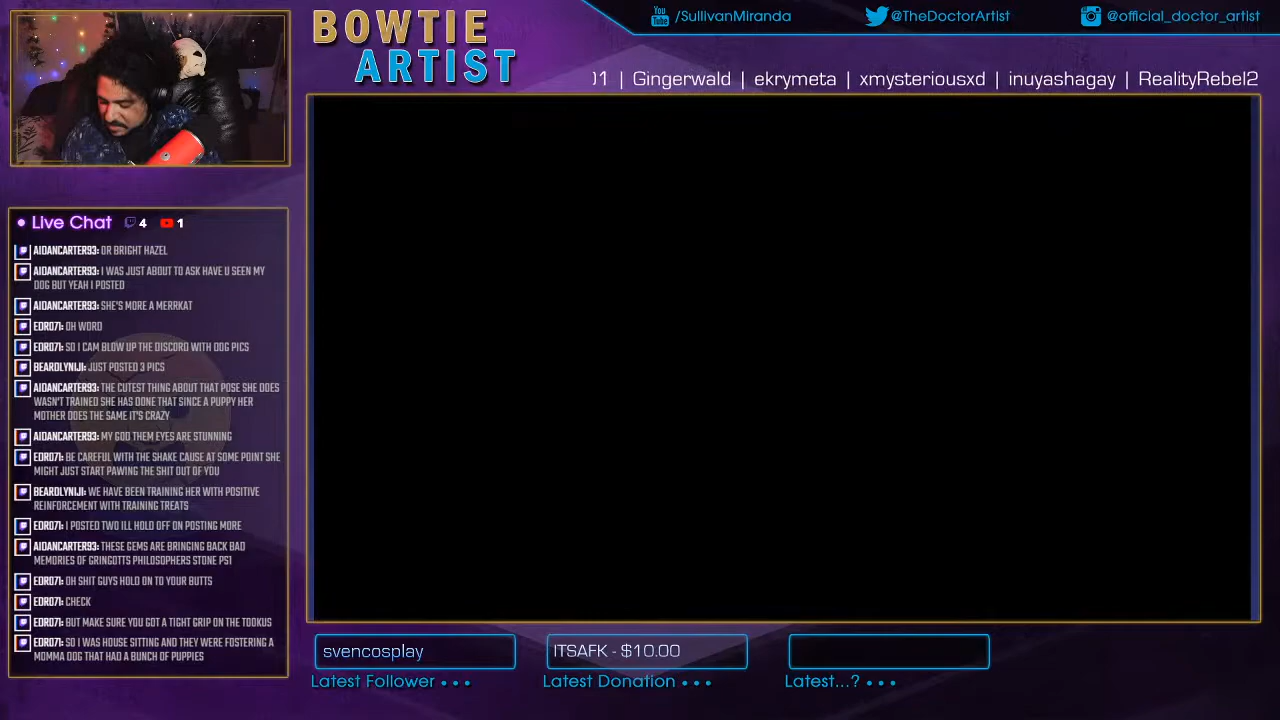 BOWTIE
ARTIST
/SullivanMiranda
@TheDoctorArtist
@official_doctor_artist
| Gingerwald | ekrymeta | xmysteriousxd | inuyashagay | RealityRebel2
Live Chat 4 1
AIDANCARTER93: OR BRIGHT HAZEL
AIDANCARTER93: I WAS JUST ABOUT TO ASK HAVE U SEEN MY
DOG BUT YEAH I POSTED
AIDANCARTER93: SHE'S MORE A MERRKAT
EDRO71: OH WORD
EDRO71: SO I CAM BLOW UP THE DISCORD WITH DOG PICS
BEARDLYNIJI: JUST POSTED 3 PICS
AIDANCARTER93: THE CUTEST THING ABOUT THAT POSE SHE DOES
WASN'T TRAINED SHE HAS DONE THAT SINCE A PUPPY HER
MOTHER DOES THE SAME IT'S CRAZY
AIDANCARTER93: MY GOD THEM EYES ARE STUNNING
EDRO71: BE CAREFUL WITH THE SHAKE CAUSE AT SOME POINT SHE
MIGHT JUST START PAWING THE SHIT OUT OF YOU
BEARDLYNIJI: WE HAVE BEEN TRAINING HER WITH POSITIVE
REINFORCEMENT WITH TRAINING TREATS
EDRO71: I POSTED TWO ILL HOLD OFF ON POSTING MORE
AIDANCARTER93: THESE GEMS ARE BRINGING BACK BAD
MEMORIES OF GRINGOTTS PHILOSOPHERS STONE PS1
EDRO71: OH SHIT GUYS HOLD ON TO YOUR BUTTS
EDRO71: CHECK
EDRO71: BUT MAKE SURE YOU GOT A TIGHT GRIP ON THE TOOKUS
EDRO71: SO I WAS HOUSE SITTING AND THEY WERE FOSTERING A
MOMMA DOG THAT HAD A BUNCH OF PUPPIES
svencosplay
Latest Follower •••
ITSAFK - $10.00
Latest Donation •••
Latest...? •••